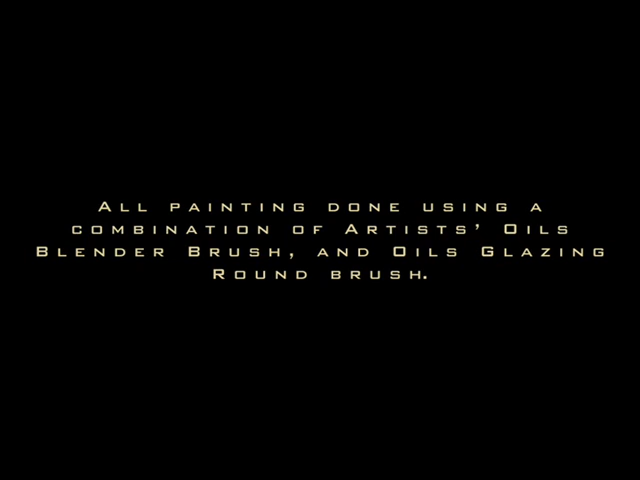 All painting done using a
combination of Artists' Oils
Blender Brush, and Oils Glazing
Round brush.